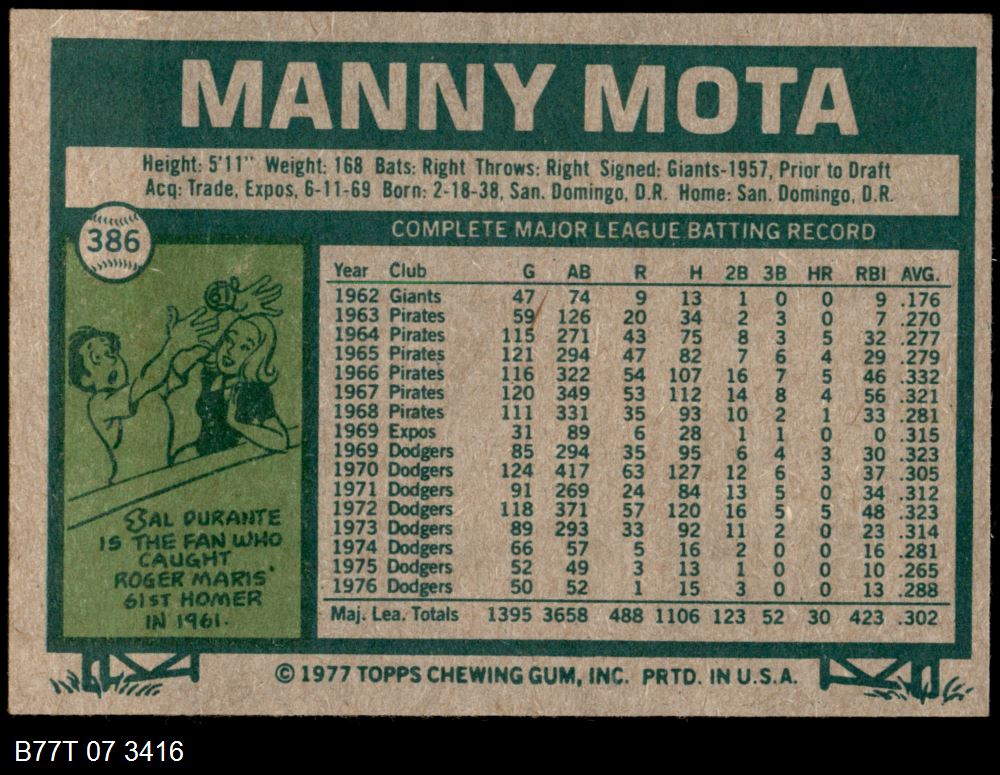 MANNY MOTA
Height: 5'11" Weight: 168 Bats: Right Throws: Right Signed: Giants-1957, Prior to Draft
Acq: Trade, Expos, 6-11-69 Born: 2-18-38, San. Domingo, D.R. Home: San. Domingo, D.R.
386
COMPLETE MAJOR LEAGUE BATTING RECORD
Year Club G AB R H 2B 3B HR RBI AVG.
1962 Giants 47 74 9 13 1 0 0 9 .176
1963 Pirates 59 126 20 34 2 3 0 7 .270
1964 Pirates 115 271 43 75 8 3 5 32 .277
1965 Pirates 121 294 47 82 7 6 4 29 .279
1966 Pirates 116 322 54 107 16 7 5 46 .332
1967 Pirates 120 349 53 112 14 8 4 56 .321
1968 Pirates 111 331 35 93 10 2 1 33 .281
1969 Expos 31 89 6 28 1 1 0 0 .315
1969 Dodgers 85 294 35 95 6 4 3 30 .323
1970 Dodgers 124 417 63 127 12 6 3 37 .305
1971 Dodgers 91 269 24 84 13 5 0 34 .312
1972 Dodgers 118 371 57 120 16 5 5 48 .323
1973 Dodgers 89 293 33 92 11 2 0 23 .314
1974 Dodgers 66 57 5 16 2 0 0 16 .281
1975 Dodgers 52 49 3 13 1 0 0 10 .265
1976 Dodgers 50 52 1 15 3 0 0 13 .288
Maj. Lea. Totals 1395 3658 488 1106 123 52 30 423 .302
61
SAL DURANTE
IS THE FAN WHO
CAUGHT
ROGER MARIS'
61ST HOMER
IN 1961.
© 1977 TOPPS CHEWING GUM, INC. PRTD. IN U.S.A.
B77T 07 3416